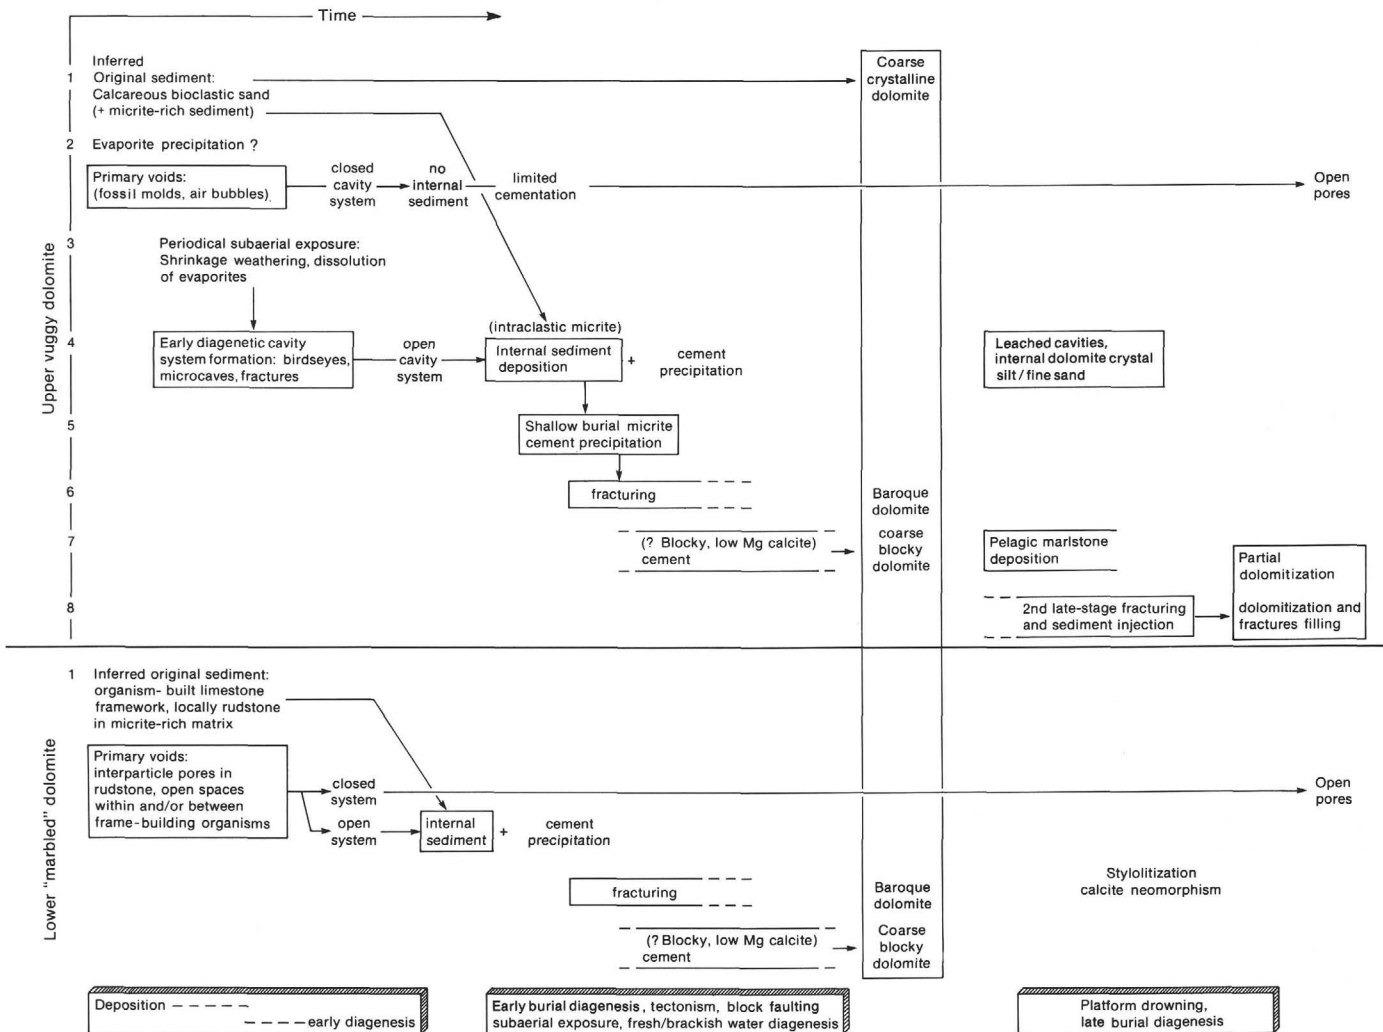 Time
Upper vuggy dolomite
1
Inferred
Original sediment:
Calcareous bioclastic sand
(+ micrite-rich sediment)
Coarse
crystalline
dolomite
2 Evaporite precipitation ?
Primary voids:
(fossil molds, air bubbles).
closed
cavity
system
no
internal
sediment
limited
cementation
Open
pores
3
Periodical subaerial exposure:
Shrinkage weathering, dissolution
of evaporites
4
Early diagenetic cavity
system formation: birdseyes,
microcaves, fractures
open
cavity
system
(intraclastic micrite)
Internal sediment
deposition
+
cement
precipitation
Leached cavities,
internal dolomite crystal
silt / fine sand
5
Shallow burial micrite
cement precipitation
6
fracturing
Baroque
dolomite
7
(? Blocky, low Mg calcite)
cement
coarse
blocky
dolomite
Pelagic marlstone
deposition
Partial
dolomitization
8
2nd late-stage fracturing
and sediment injection
dolomitization and
fractures filling
Lower "marbled" dolomite
1 Inferred original sediment:
organism- built limestone
framework, locally rudstone
in micrite-rich matrix
Primary voids:
interparticle pores in
rudstone, open spaces
within and/or between
frame-building organisms
closed
system
Open
pores
open
system
internal
sediment
+
cement
precipitation
fracturing
Baroque
dolomite
Stylolitization
calcite neomorphism
(? Blocky, low Mg calcite)
cement
Coarse
blocky
dolomite
Deposition
early diagenesis
Early burial diagenesis, tectonism, block faulting
subaerial exposure, fresh/brackish water diagenesis
Platform drowning,
late burial diagenesis